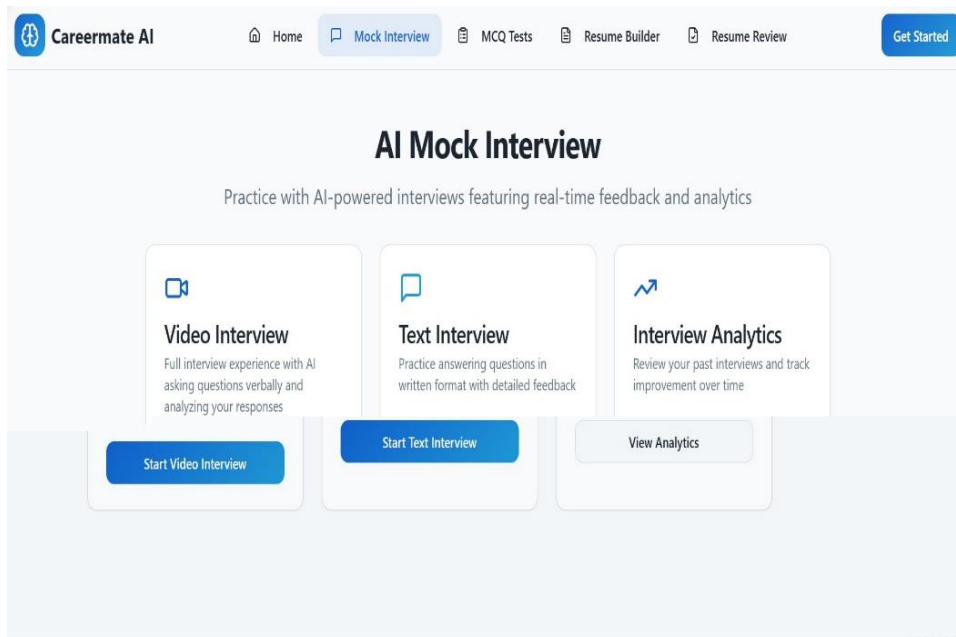 Careermate AI
Home
Mock Interview
MCQ Tests
Resume Builder
Resume Review
Get Started
AI Mock Interview
Practice with AI-powered interviews featuring real-time feedback and analytics
Video Interview
Full interview experience with AI
asking questions verbally and
analyzing your responses
Start Video Interview
Text Interview
Practice answering questions in
written format with detailed feedback
Start Text Interview
Interview Analytics
Review your past interviews and track
improvement over time
View Analytics